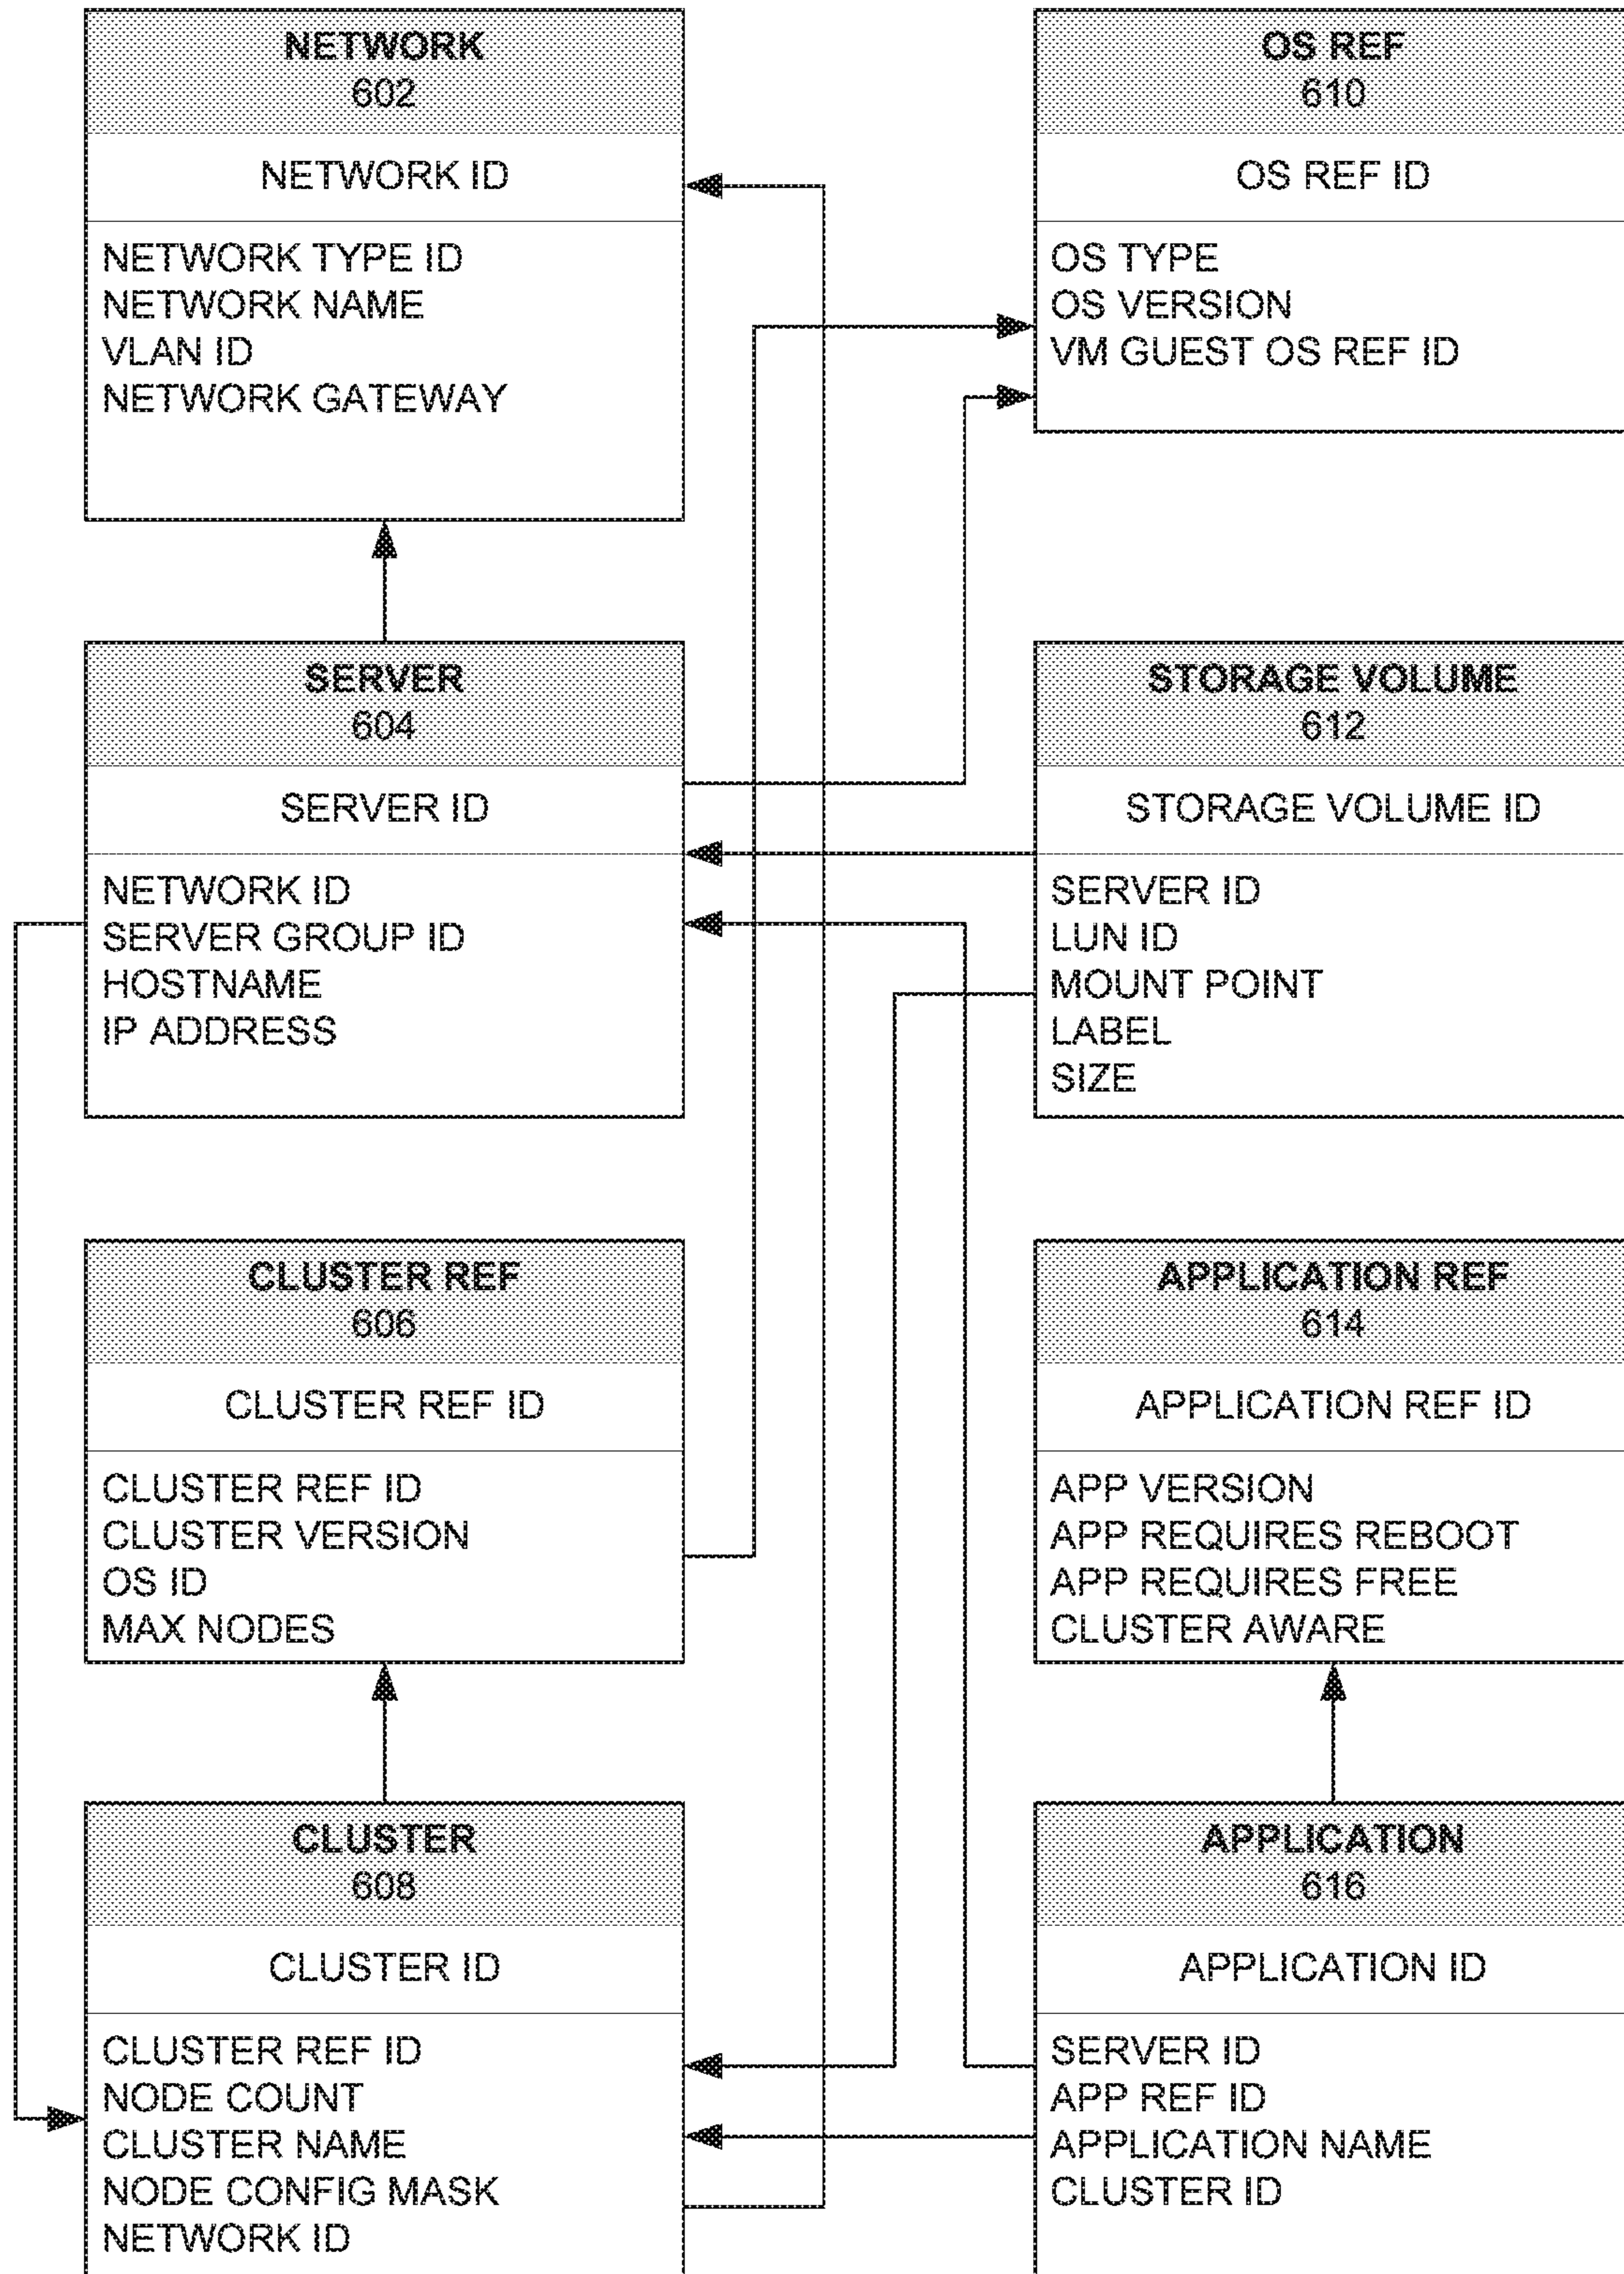 NETWORK
602
NETWORK ID
NETWORK TYPE ID
NETWORK NAME
VLAN ID
NETWORK GATEWAY
OS REF
610
OS REF ID
OS TYPE
OS VERSION
VM GUEST OS REF ID
SERVER
604
SERVER ID
NETWORK ID
SERVER GROUP ID
HOSTNAME
IP ADDRESS
STORAGE VOLUME
612
STORAGE VOLUME ID
SERVER ID
LUN ID
MOUNT POINT
LABEL
SIZE
CLUSTER REF
606
CLUSTER REF ID
CLUSTER REF ID
CLUSTER VERSION
OS ID
MAX NODES
APPLICATION REF
614
APPLICATION REF ID
APP VERSION
APP REQUIRES REBOOT
APP REQUIRES FREE
CLUSTER AWARE
CLUSTER
608
CLUSTER ID
CLUSTER REF ID
NODE COUNT
CLUSTER NAME
NODE CONFIG MASK
NETWORK ID
APPLICATION
616
APPLICATION ID
SERVER ID
APP REF ID
APPLICATION NAME
CLUSTER ID